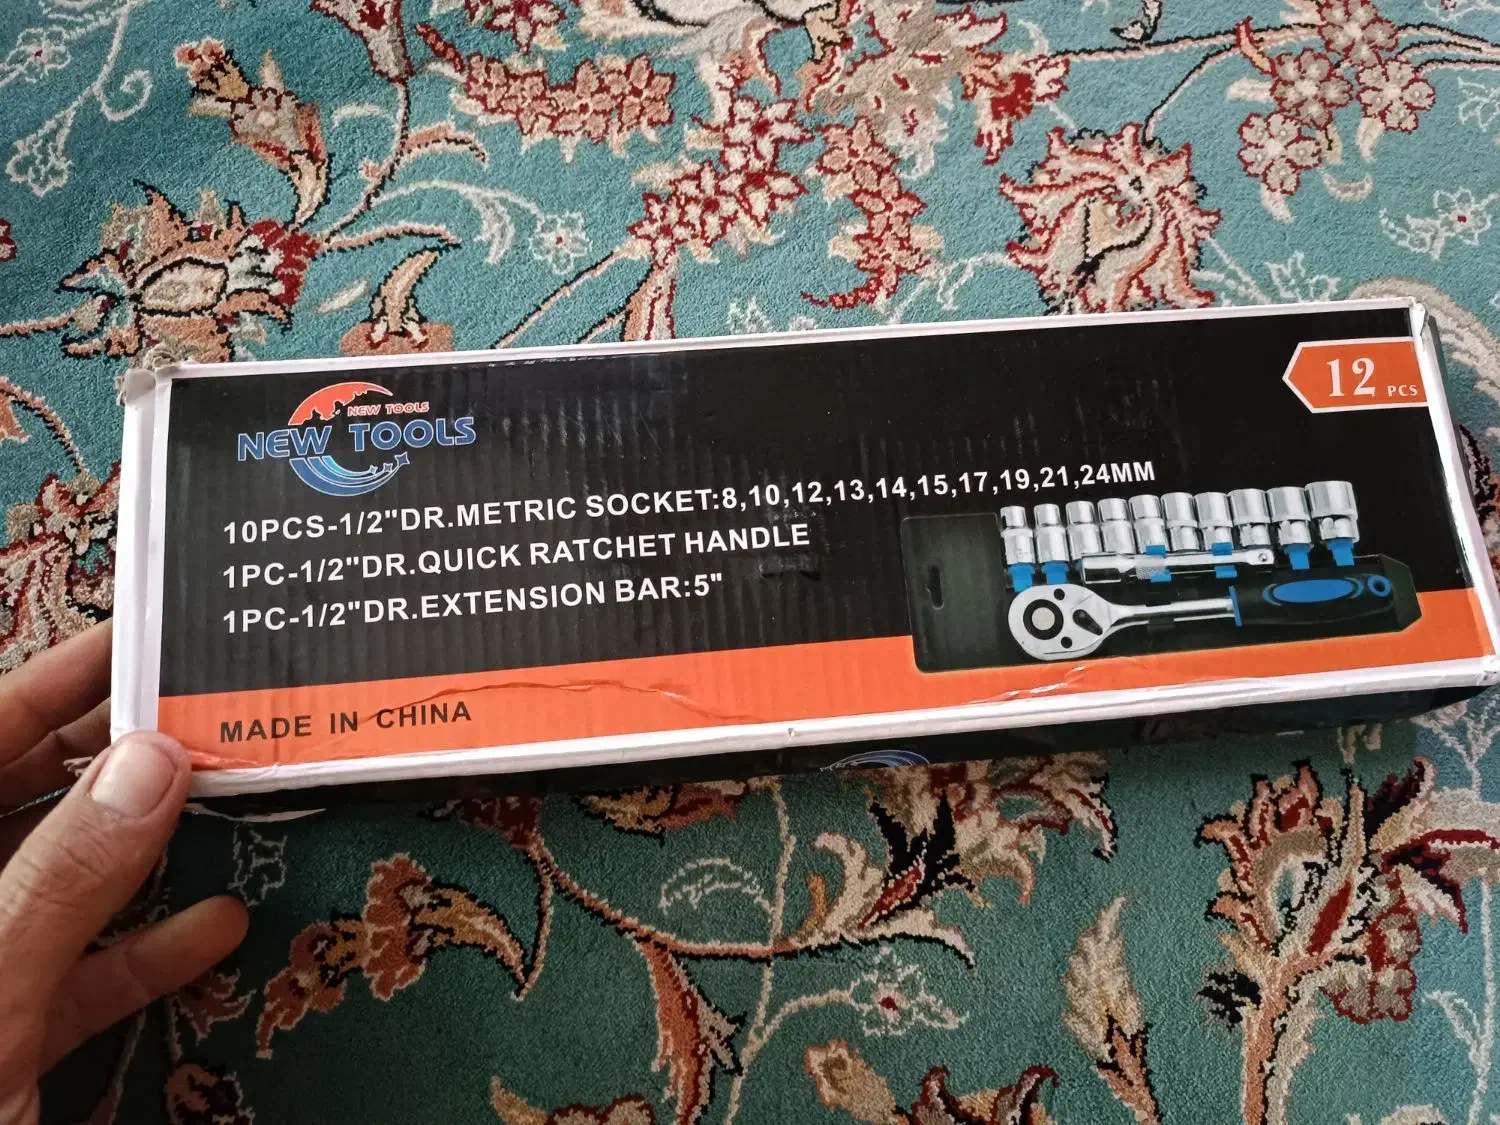 NEW TOOLS
NEW TOOLS
12 PCS
10PCS-1/2"DR.METRIC SOCKET:8,10,12,13,14,15,17,19,21,24MM
1PC-1/2"DR.QUICK RATCHET HANDLE
1PC-1/2"DR.EXTENSION BAR:5"
MADE IN CHINA